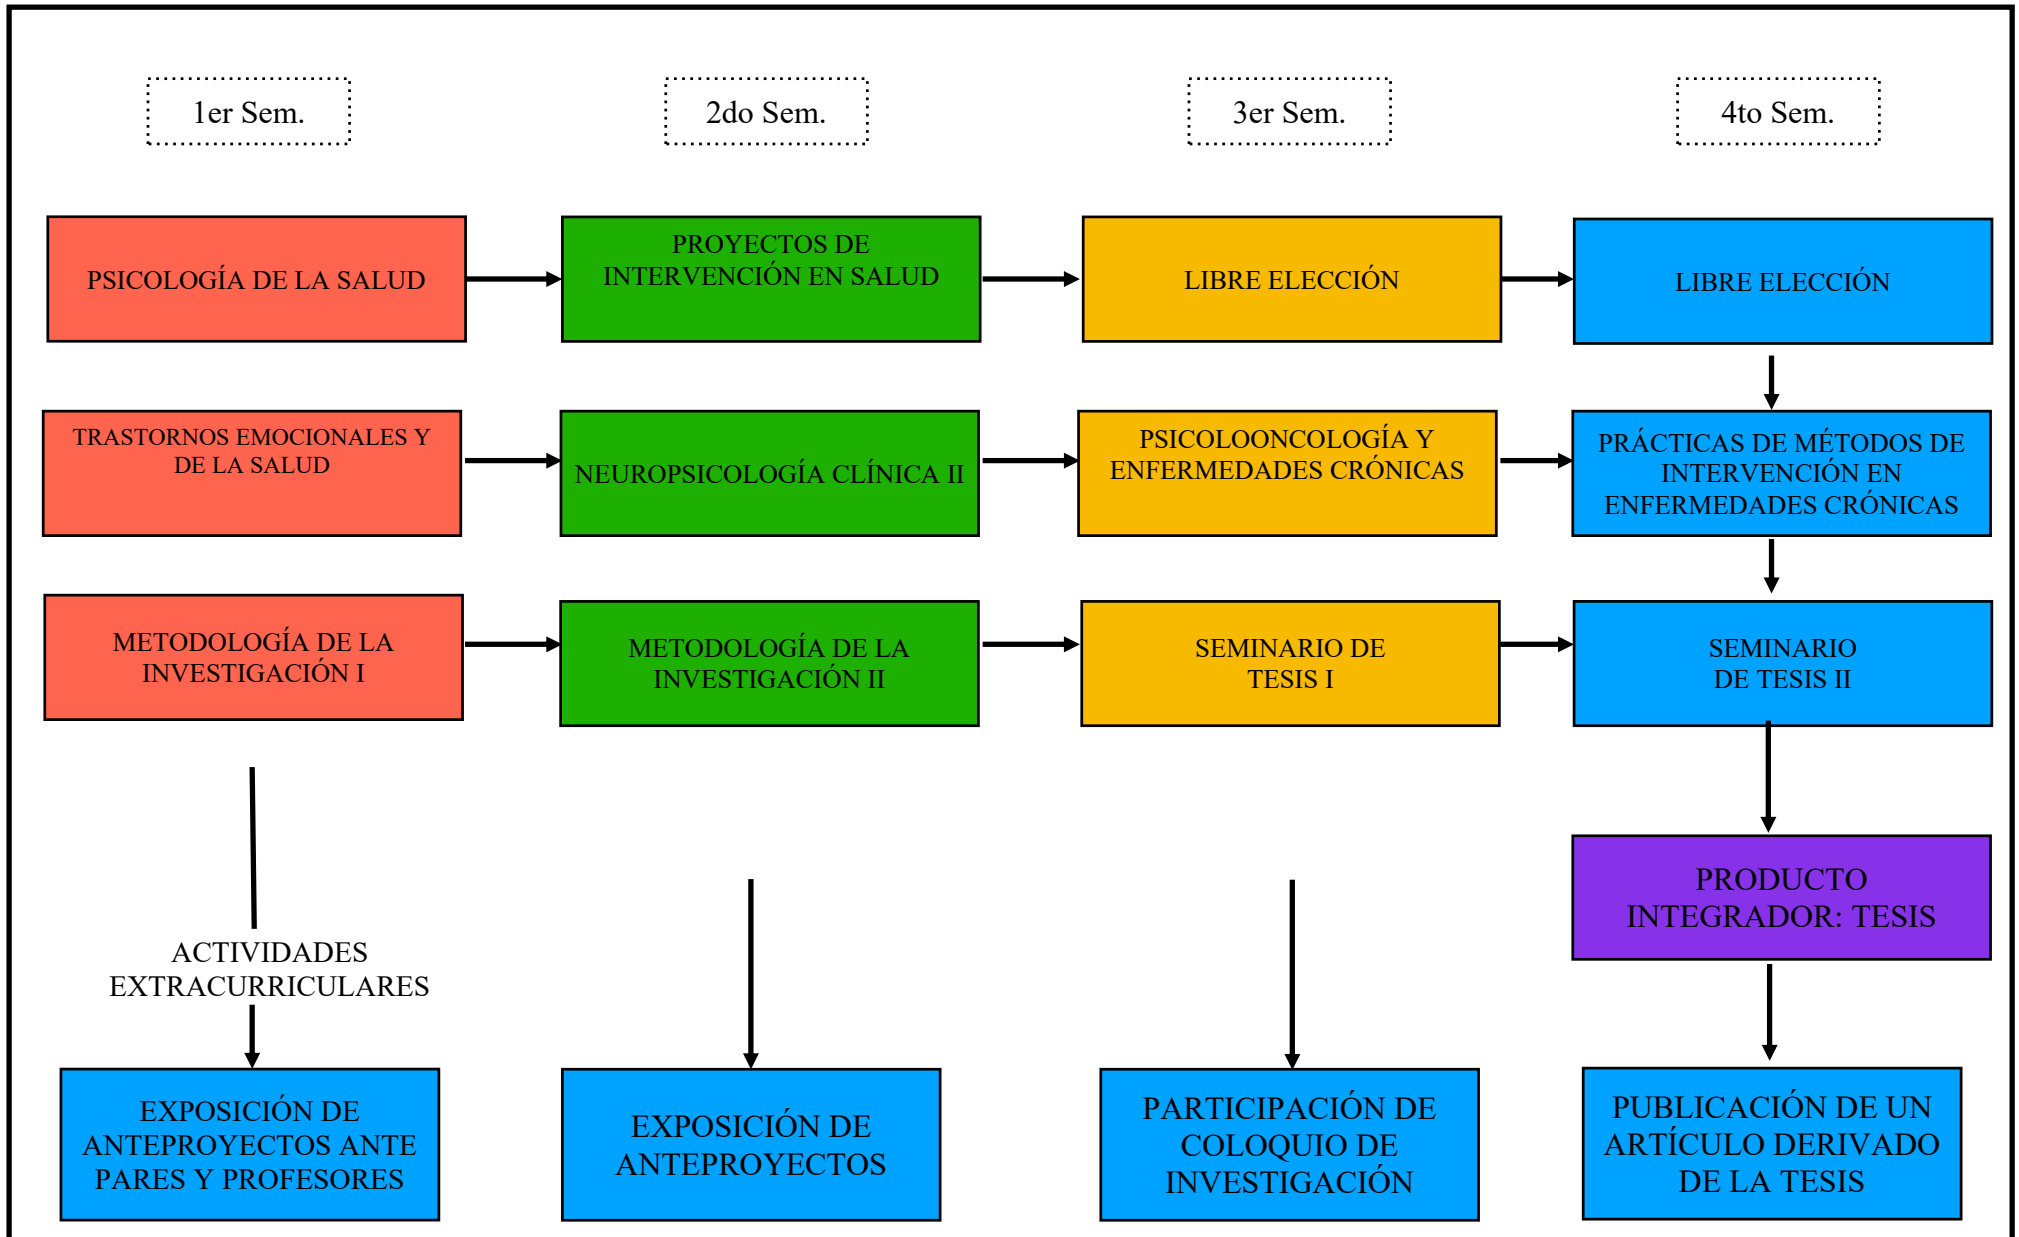 1er Sem.
2do Sem.
3er Sem.
4to Sem.
PSICOLOGÍA DE LA SALUD
PROYECTOS DE
INTERVENCIÓN EN SALUD
LIBRE ELECCIÓN
LIBRE ELECCIÓN
TRASTORNOS EMOCIONALES Y
DE LA SALUD
NEUROPSICOLOGÍA CLÍNICA II
PSICOLOONCOLOGÍA Y
ENFERMEDADES CRÓNICAS
PRÁCTICAS DE MÉTODOS DE
INTERVENCIÓN EN
ENFERMEDADES CRÓNICAS
METODOLOGÍA DE LA
INVESTIGACIÓN I
METODOLOGÍA DE LA
INVESTIGACIÓN II
SEMINARIO DE
TESIS I
SEMINARIO
DE TESIS II
PRODUCTO
INTEGRADOR: TESIS
ACTIVIDADES
EXTRACURRICULARES
EXPOSICIÓN DE
ANTEPROYECTOS ANTE
PARES Y PROFESORES
EXPOSICIÓN DE
ANTEPROYECTOS
PARTICIPACIÓN DE
COLOQUIO DE
INVESTIGACIÓN
PUBLICACIÓN DE UN
ARTÍCULO DERIVADO
DE LA TESIS